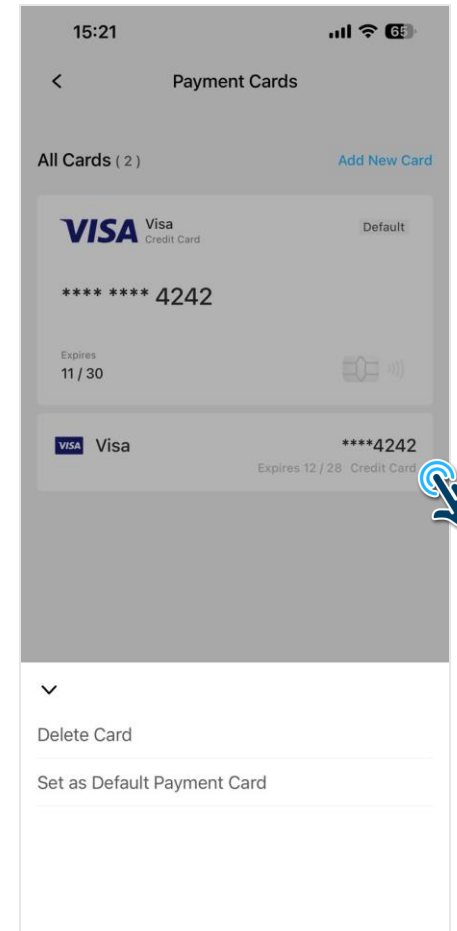 15:21 65
Payment Cards
All Cards ( 2 ) Add New Card
VISA Visa Default
Credit Card
**** **** 4242
Expires
11 / 30
VISA Visa ****4242
Expires 12 / 28 Credit Card
Delete Card
Set as Default Payment Card